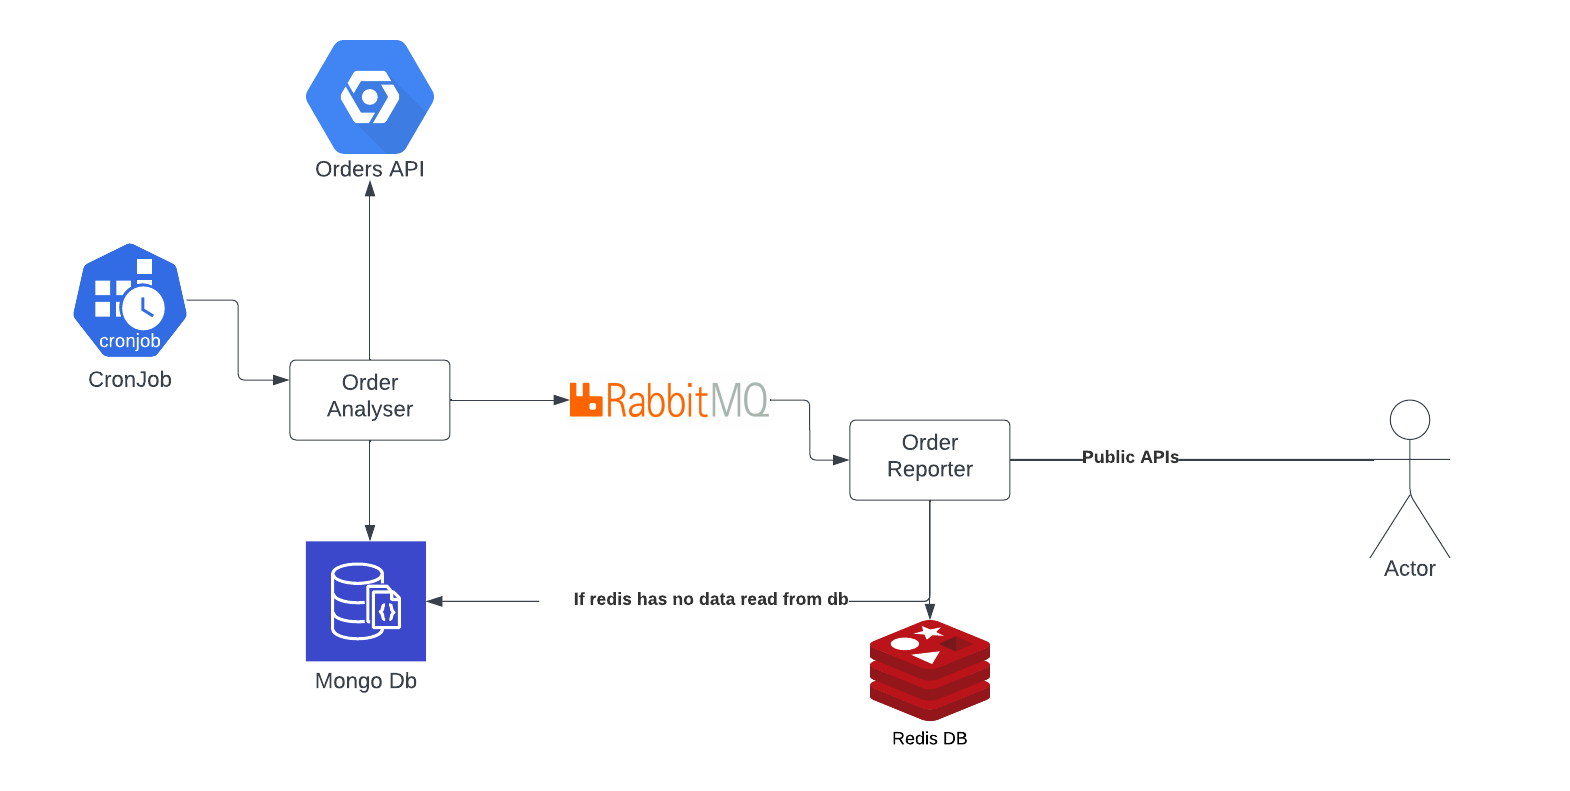 Orders API
cronjob
CronJob
Order
Analyser
RabbitMQ
Order
Reporter
Public APIs
Actor
If redis has no data read from db
Mongo Db
Redis DB